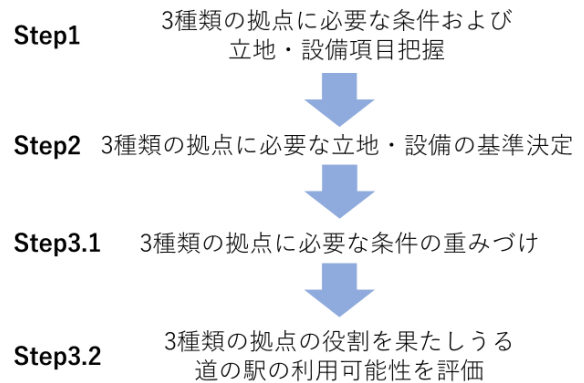 Step1 3種類の拠点に必要な条件および
立地・設備項目把握
Step2 3種類の拠点に必要な立地・設備の基準決定
Step3.1 3種類の拠点に必要な条件の重みづけ
Step3.2 3種類の拠点の役割を果たしうる
道の駅の利用可能性を評価